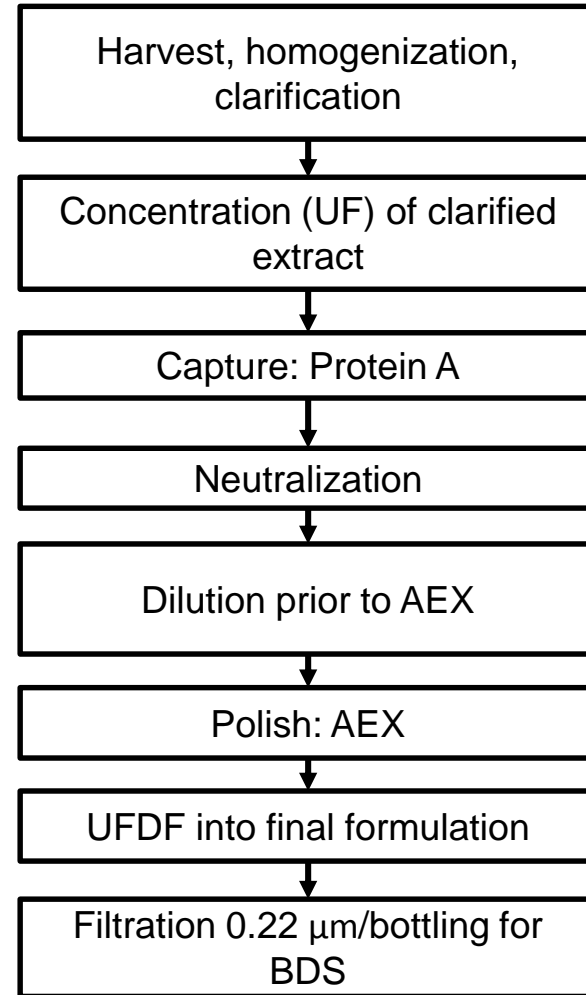 Harvest, homogenization,
clarification
Concentration (UF) of clarified
extract
Capture: Protein A
Neutralization
Dilution prior to AEX
Polish: AEX
UFDF into final formulation
Filtration 0.22 μm/bottling for
BDS